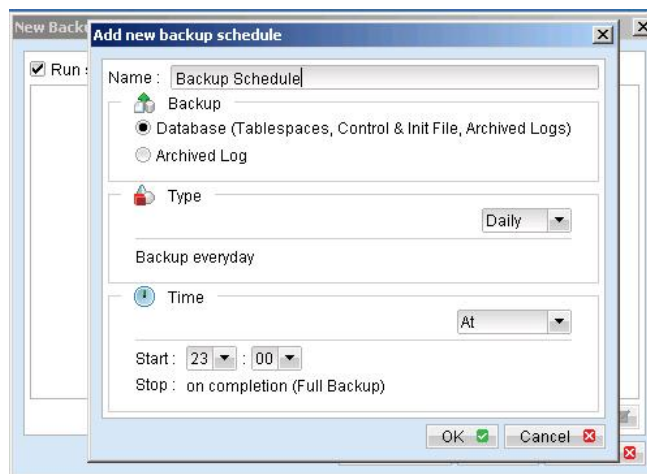 New Backu
Add new backup schedule
Run s
Name : Backup Schedule
Backup
Database (Tablespaces, Control & Init File, Archived Logs)
Archived Log
Type
Daily
Backup everyday
Time
At
Start : 23 : 00
Stop : on completion (Full Backup)
OK Cancel